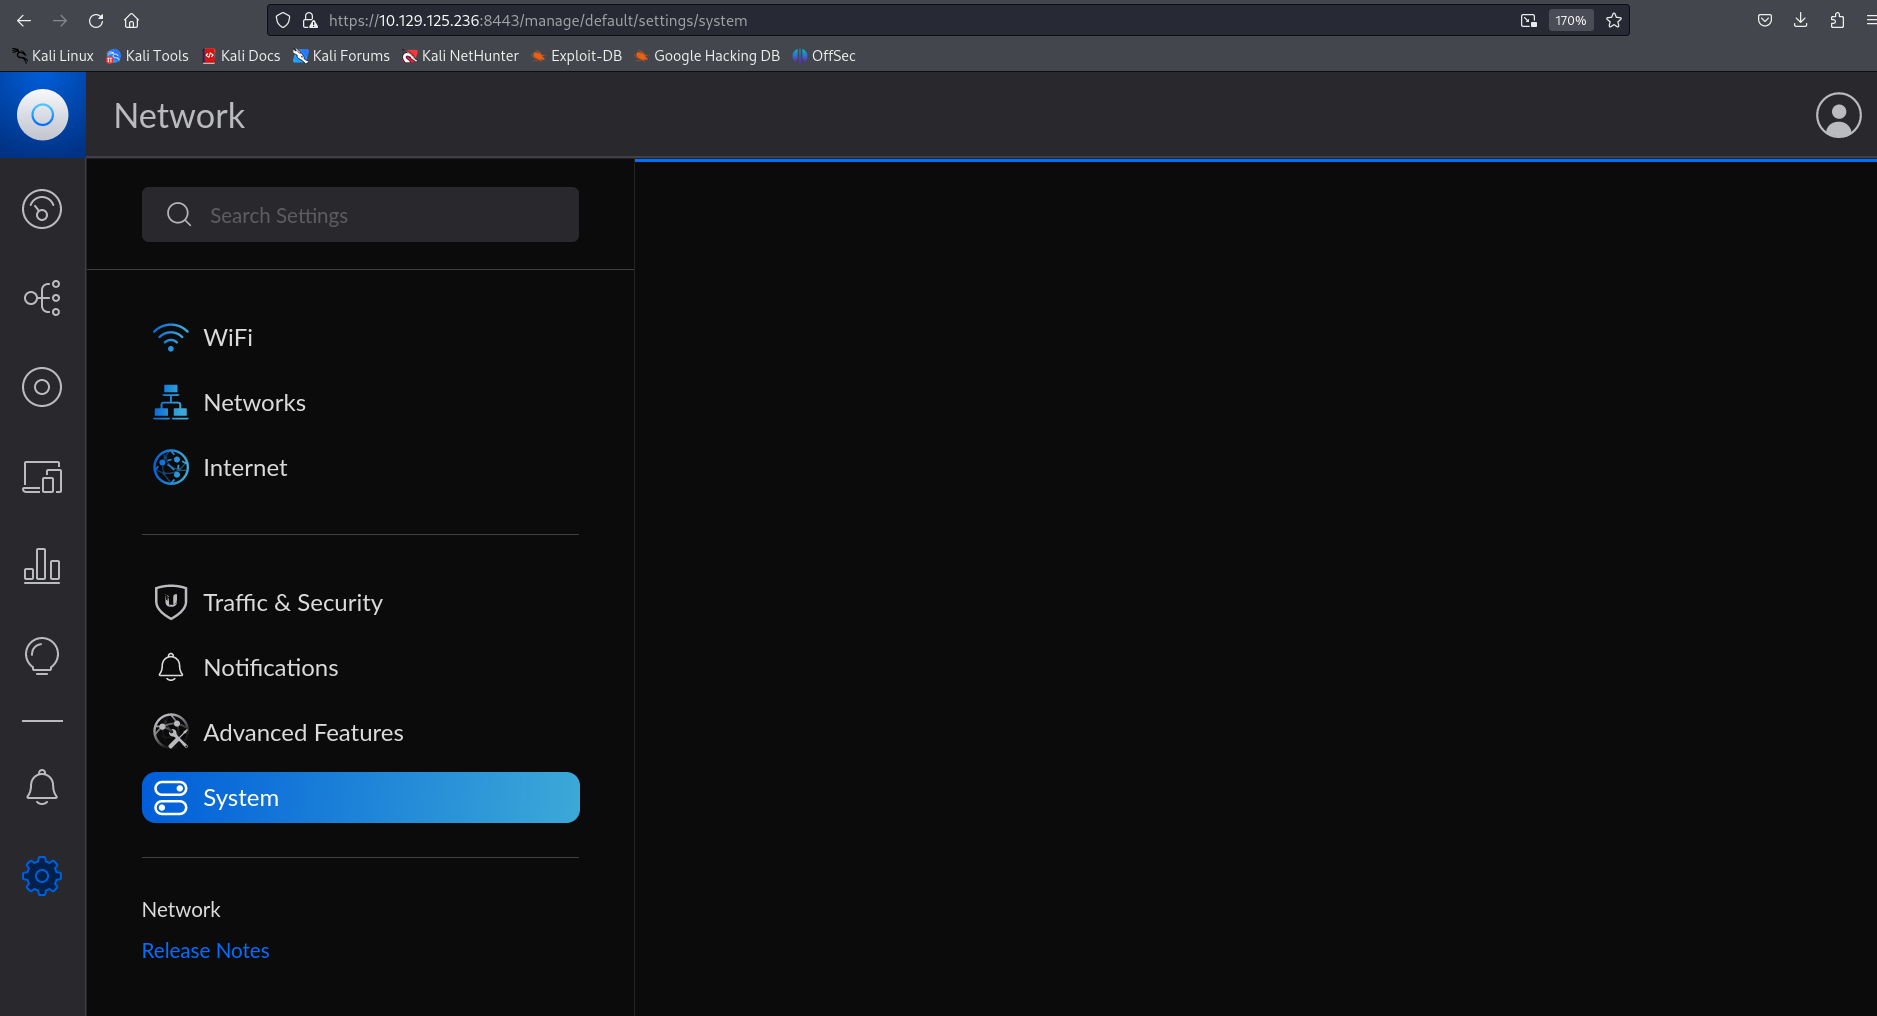 https://10.129.125.236:8443/manage/default/settings/system
170%
Kali Linux Kali Tools Kali Docs Kali Forums Kali NetHunter Exploit-DB Google Hacking DB OffSec
Network
Search Settings
WiFi
Networks
Internet
Traffic & Security
Notifications
Advanced Features
System
Network
Release Notes